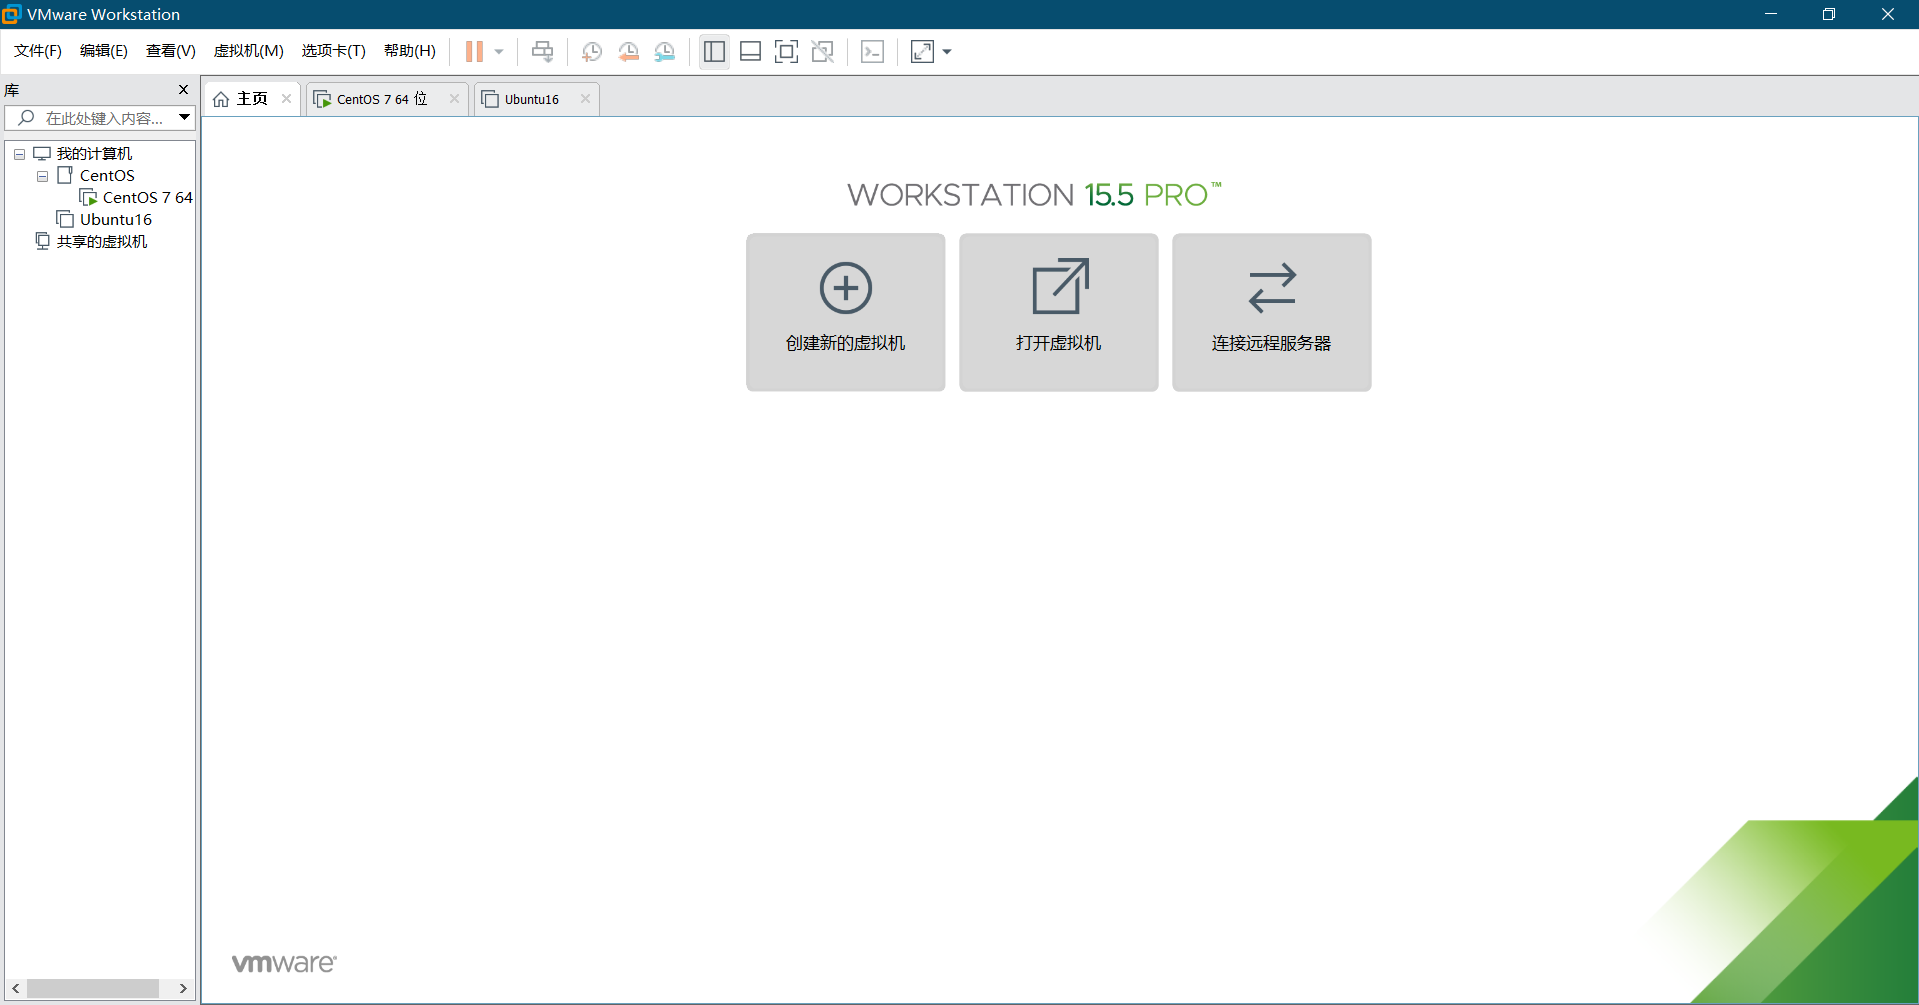 VMware Workstation
文件(F) 编辑(E) 查看(V) 虚拟机(M) 选项卡(T) 帮助(H)
库
在此处键入内容...
我的计算机
CentOS
CentOS 7 64
Ubuntu16
共享的虚拟机
主页 CentOS 7 64 位 Ubuntu16
WORKSTATION 15.5 PRO™
创建新的虚拟机 打开虚拟机 连接远程服务器
vmware